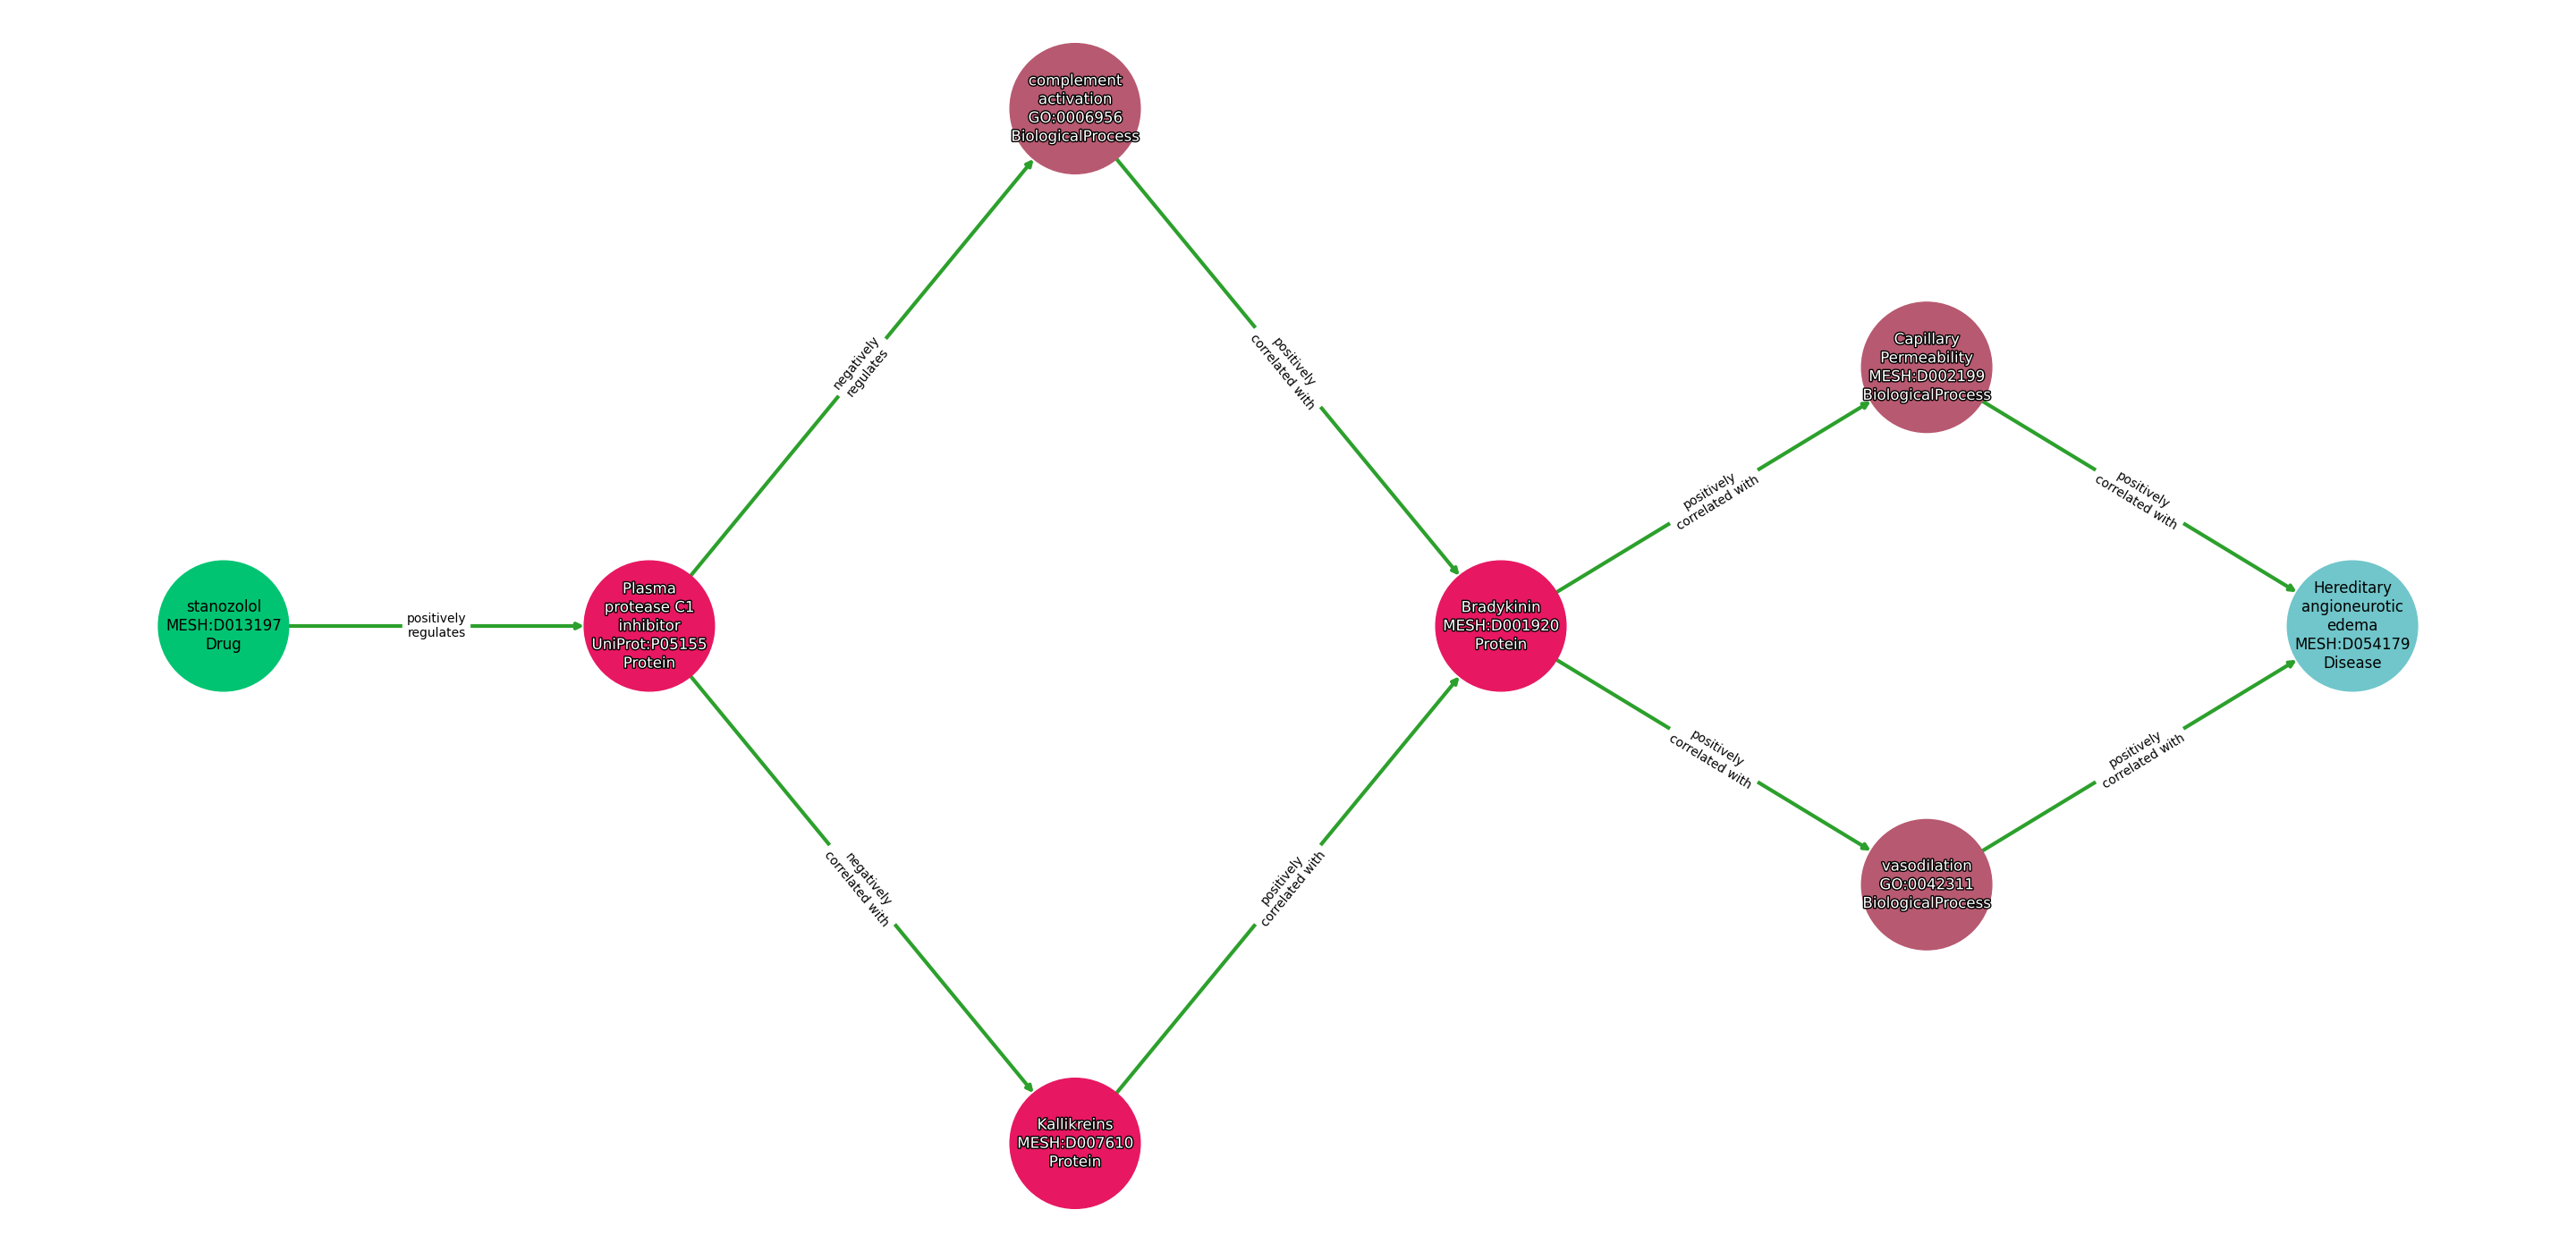 complement
activation
GO:0006956
BiologicalProcess
Capillary
Permeability
MESH:D002199
BiologicalProcess
negatively
regulates
positively
correlated with
positively
correlated with
positively
correlated with
stanozolol
MESH:D013197
Drug
positively
regulates
Plasma
protease C1
inhibitor
UniProt:P05155
Protein
Bradykinin
MESH:D001920
Protein
Hereditary
angioneurotic
edema
MESH:D054179
Disease
positively
correlated with
positively
correlated with
negatively
correlated with
positively
correlated with
vasodilation
GO:0042311
BiologicalProcess
Kallikreins
MESH:D007610
Protein